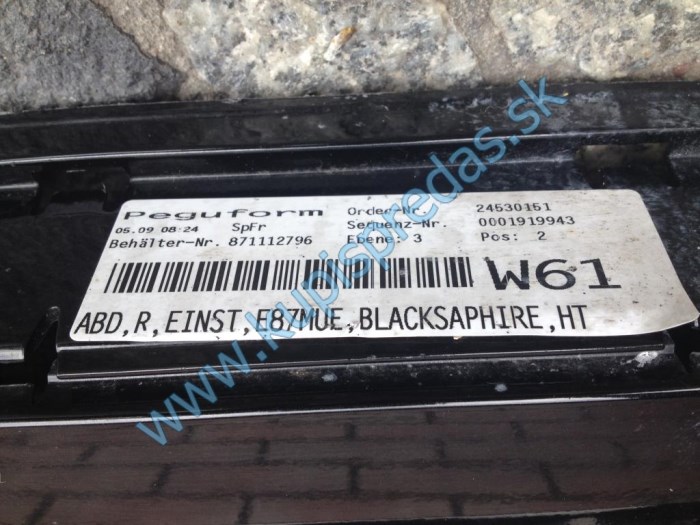 Peguform Order-Nr. 24530151
05.09 08:24 SpFr Sequenz-Nr. 0001919943
Behälter-Nr. 871112796 Ebene: 3 Pos: 2
W61
ABD,R,EINST,E87MUE,BLACKSAPHIRE,HT
www.kupispredas.sk